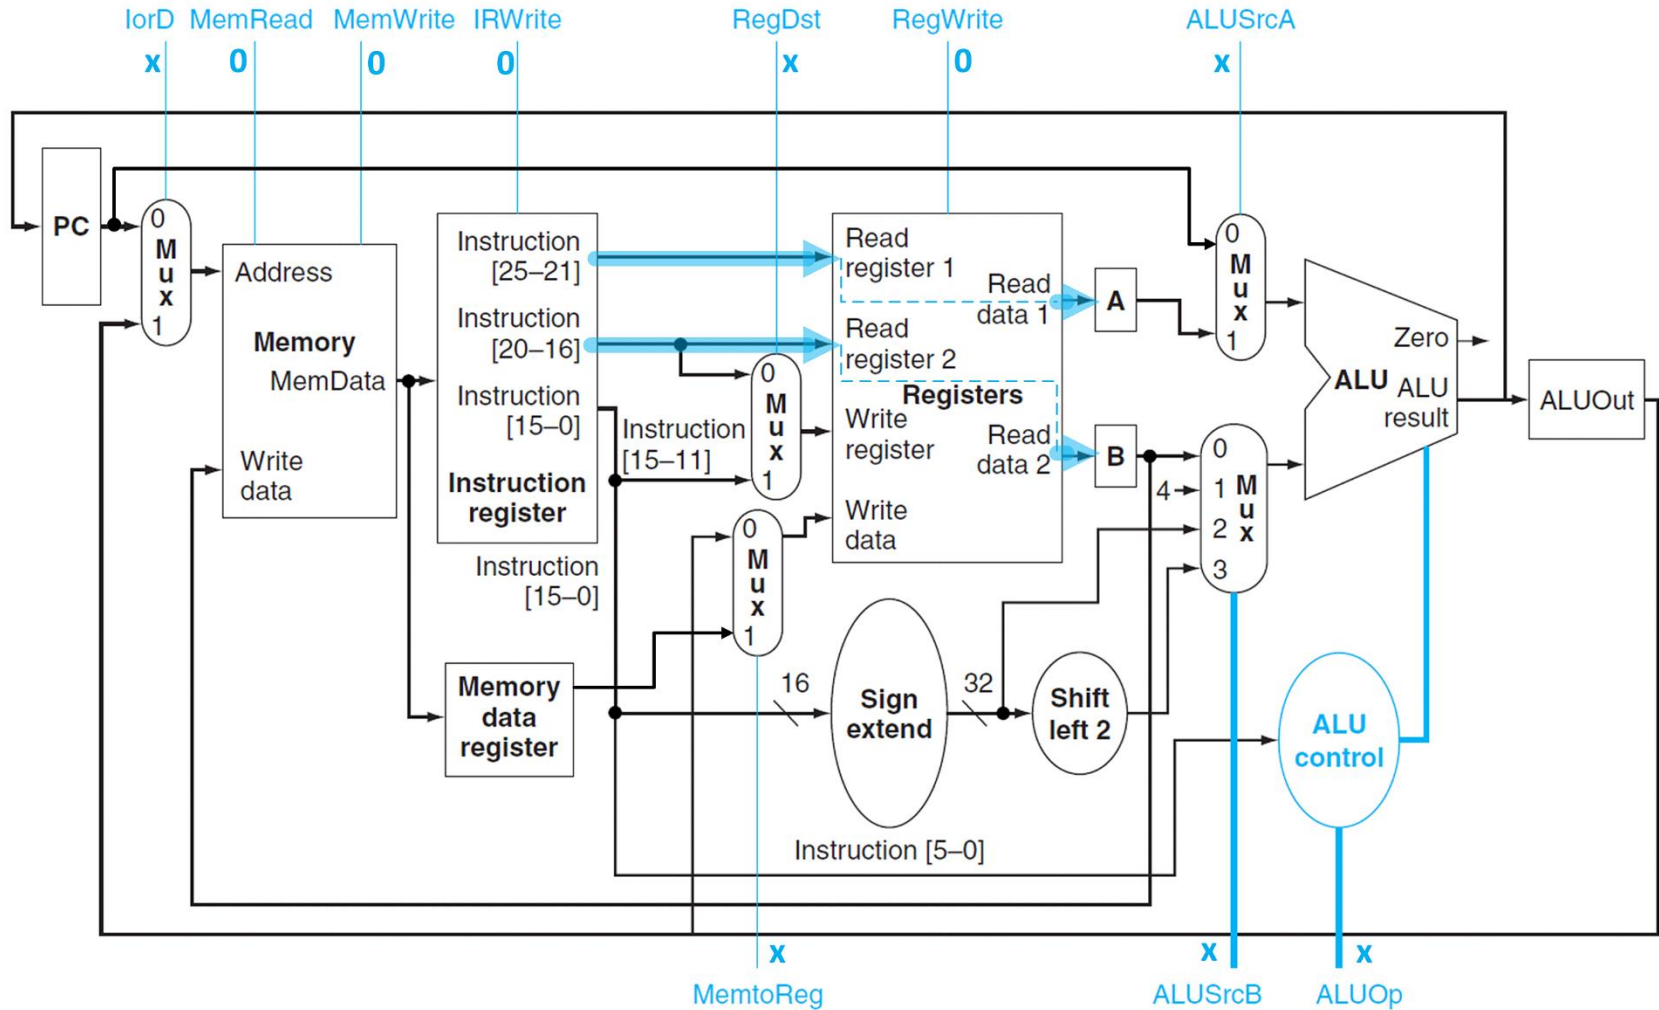 IorD MemRead MemWrite IRWrite RegDst RegWrite ALUSrcA
x 0 0 0 x 0 x
PC
0
M
u
x
1
Address
Memory
MemData
Write
data
Instruction
[25–21]
Instruction
[20–16]
Instruction
[15–0]
Instruction
register
Instruction
[15–0]
Instruction
[15–11]
0
M
u
x
1
0
M
u
x
1
Memory
data
register
Read
register 1
Read
register 2
Registers
Write
register
Write
data
Read
data 1
Read
data 2
A
B
4
0
M
u
x
1
0
1
2
3
M
u
x
Zero
ALU
ALU
result
ALUOut
16
Sign
extend
32
Shift
left 2
ALU
control
Instruction [5–0]
x x x
MemtoReg ALUSrcB ALUOp